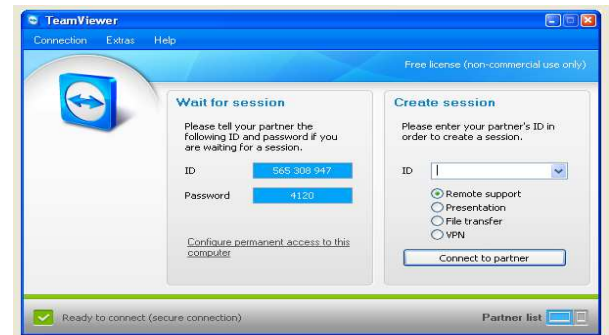 TeamViewer
Connection Extras Help
Free license (non-commercial use only)
Wait for session
Please tell your partner the
following ID and password if you
are waiting for a session.
ID 565 308 947
Password 4120
Configure permanent access to this
computer
Create session
Please enter your partner's ID in
order to create a session.
ID
Remote support
Presentation
File transfer
VPN
Connect to partner
Ready to connect (secure connection)
Partner list